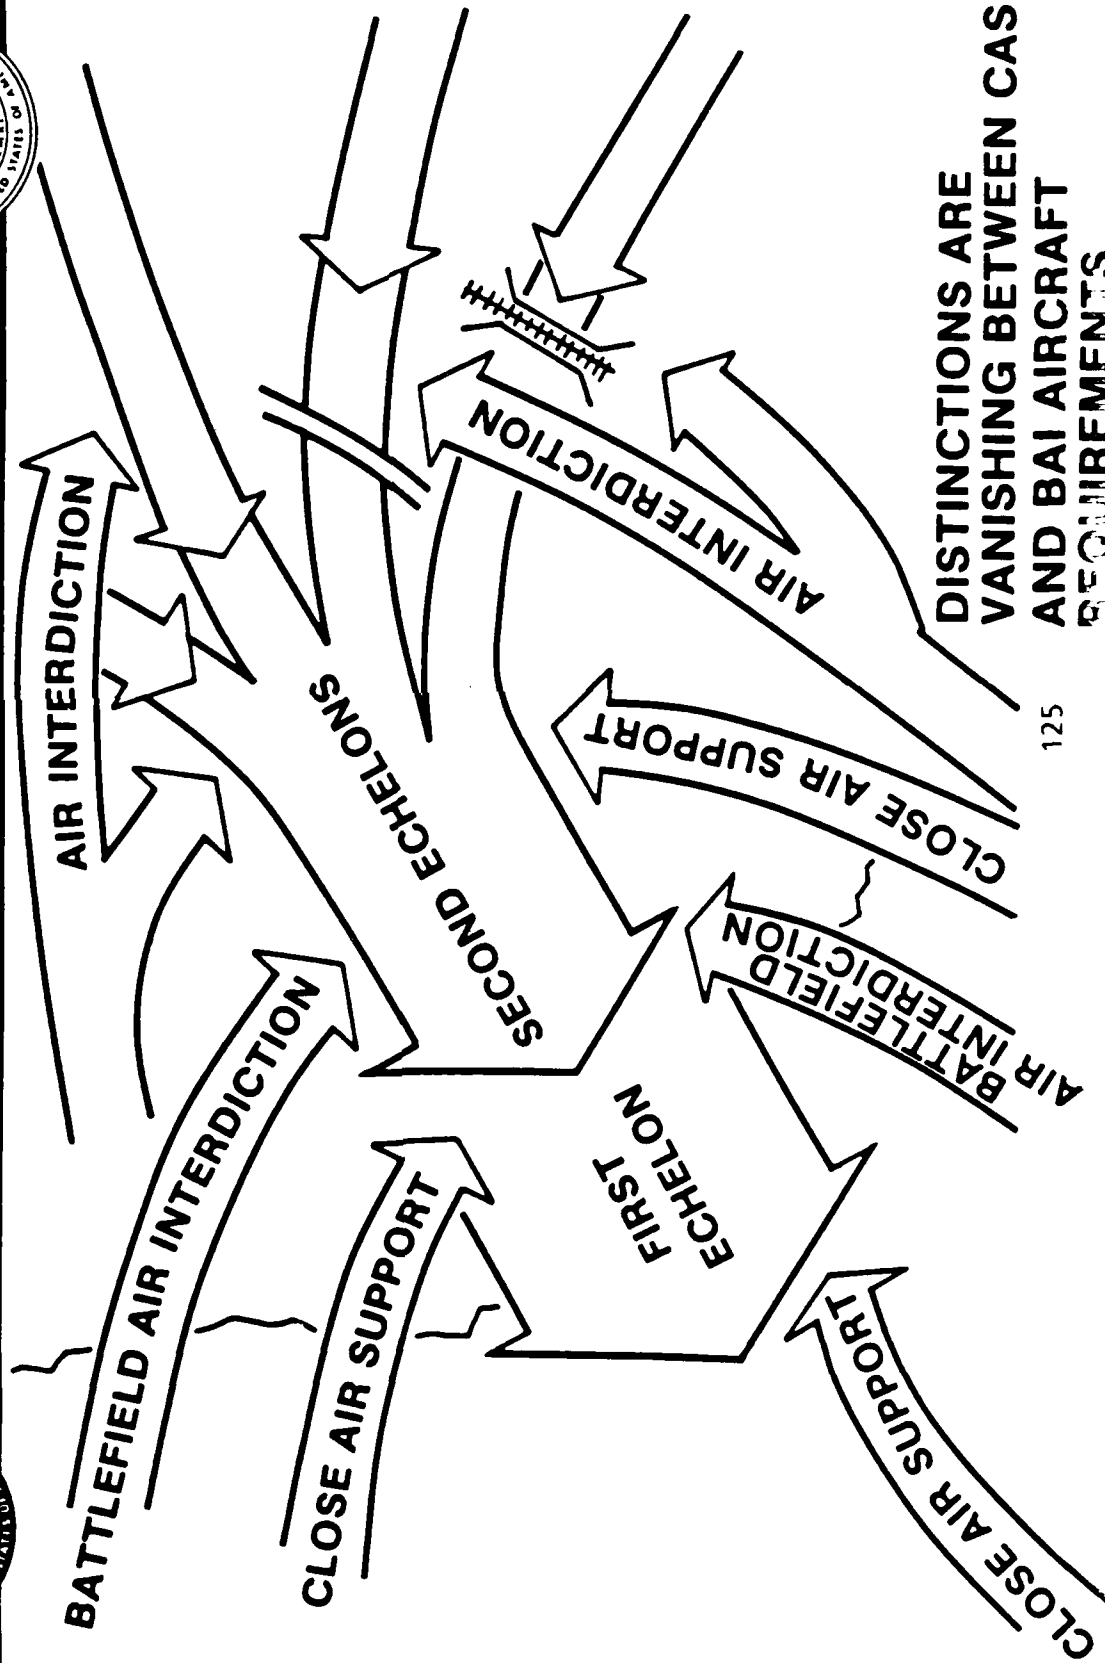 AIR INTERDICTION
BATTLEFIELD AIR INTERDICTION
CLOSE AIR SUPPORT
SECOND ECHELONS
FIRST
ECHELON
AIR INTERDICTION
CLOSE AIR SUPPORT
BATTLEFIELD
AIR INTERDICTION
CLOSE AIR SUPPORT
DISTINCTIONS ARE
VANISHING BETWEEN CAS
AND BAI AIRCRAFT
REQUIREMENTS
125